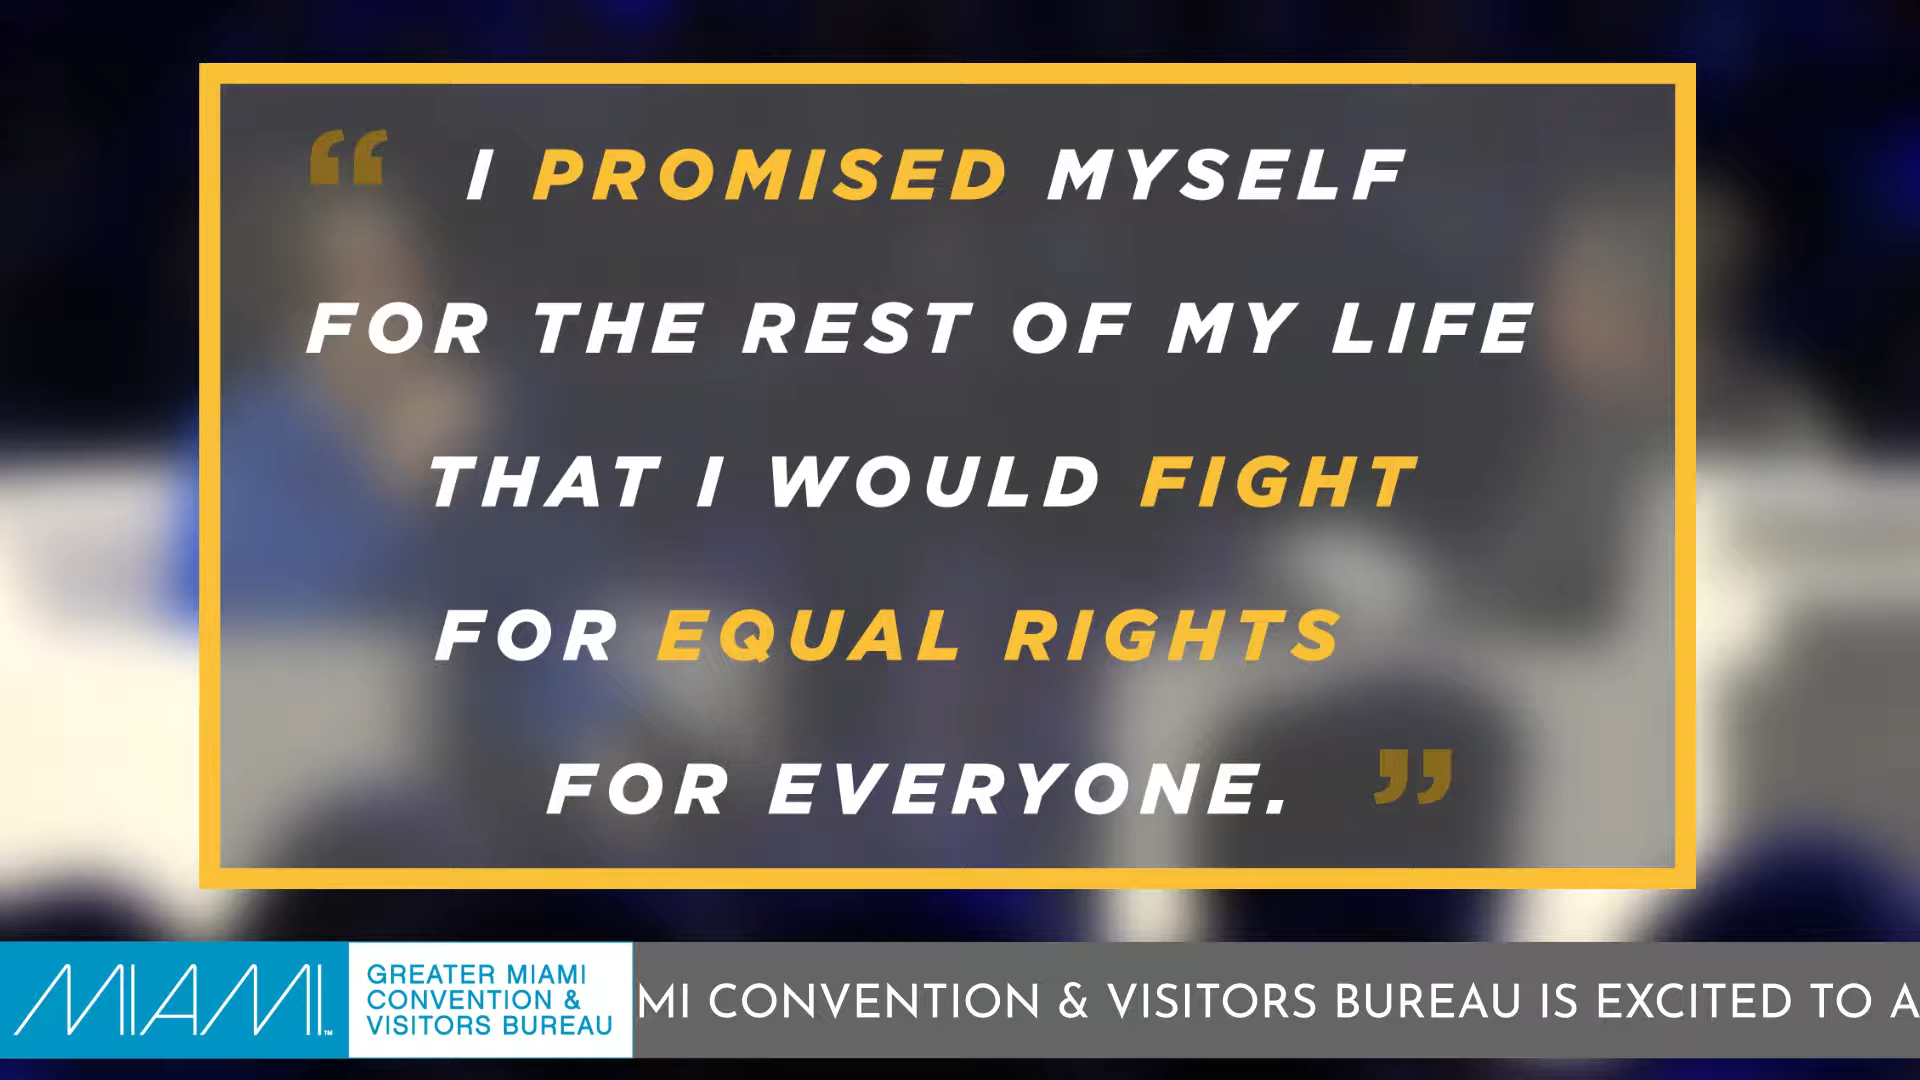 “ I PROMISED MYSELF
FOR THE REST OF MY LIFE
THAT I WOULD FIGHT
FOR EQUAL RIGHTS
FOR EVERYONE. ”
MIAMI™
GREATER MIAMI
CONVENTION &
VISITORS BUREAU
MI CONVENTION & VISITORS BUREAU IS EXCITED TO A